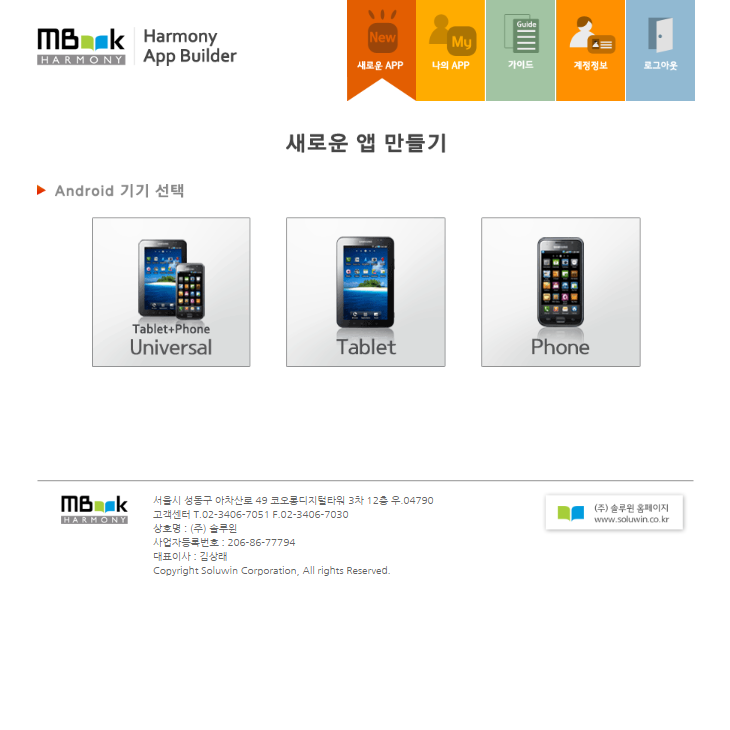 MBook
HARMONY
Harmony
App Builder
New
새로운 APP
My
나의 APP
Guide
가이드
계정정보
로그아웃
새로운 앱 만들기
Android 기기 선택
Tablet+Phone
Universal
Tablet
Phone
MBook
HARMONY
서울시 성동구 아차산로 49 코오롱디지털타워 3차 12층 우.04790
고객센터 T.02-3406-7051 F.02-3406-7030
상호명 : (주) 솔루윈
사업자등록번호 : 206-86-77794
대표이사 : 김상래
Copyright Soluwin Corporation, All rights Reserved.
(주) 솔루윈 홈페이지
www.soluwin.co.kr